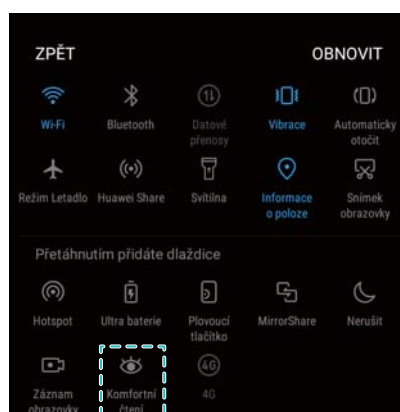 ZPĚT OBNOVIT
Wi-Fi Bluetooth Datové přenosy Vibrace Automaticky otočit
Režim Letadlo Huawei Share Svítilna Informace o poloze Snímek obrazovky
Přetáhnutím přidáte dlaždice
Hotspot Ultra baterie Plovoucí tlačítko MirrorShare Nerušit
Záznam obrazovky Komfortní čtení 4G 4G